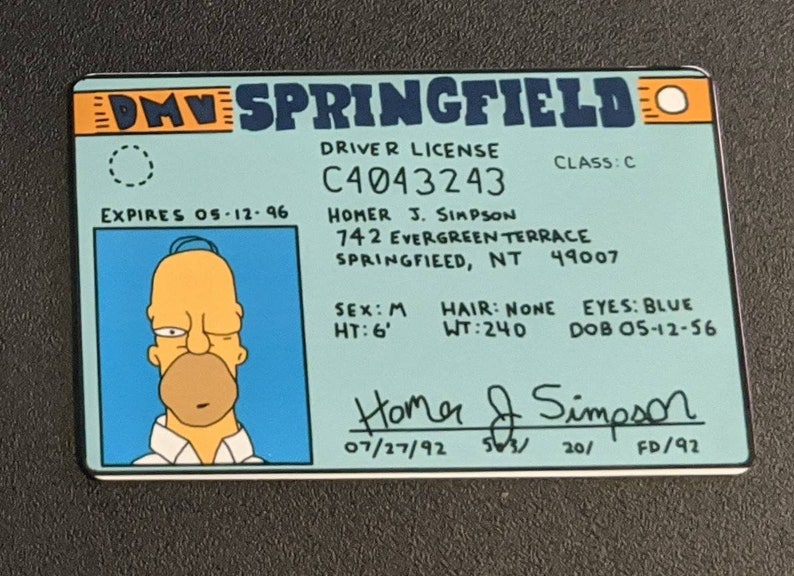 DMV SPRINGFIELD
DRIVER LICENSE
CLASS: C
C4043243
EXPIRES 05-12-96
HOMER J. SIMPSON
742 EVERGREEN TERRACE
SPRINGFIEED, NT 49007
SEX: M HAIR: NONE EYES: BLUE
HT: 6' WT: 240 DOB 05-12-56
Homer J Simpson
07/27/92 503/ 20/ FD/92